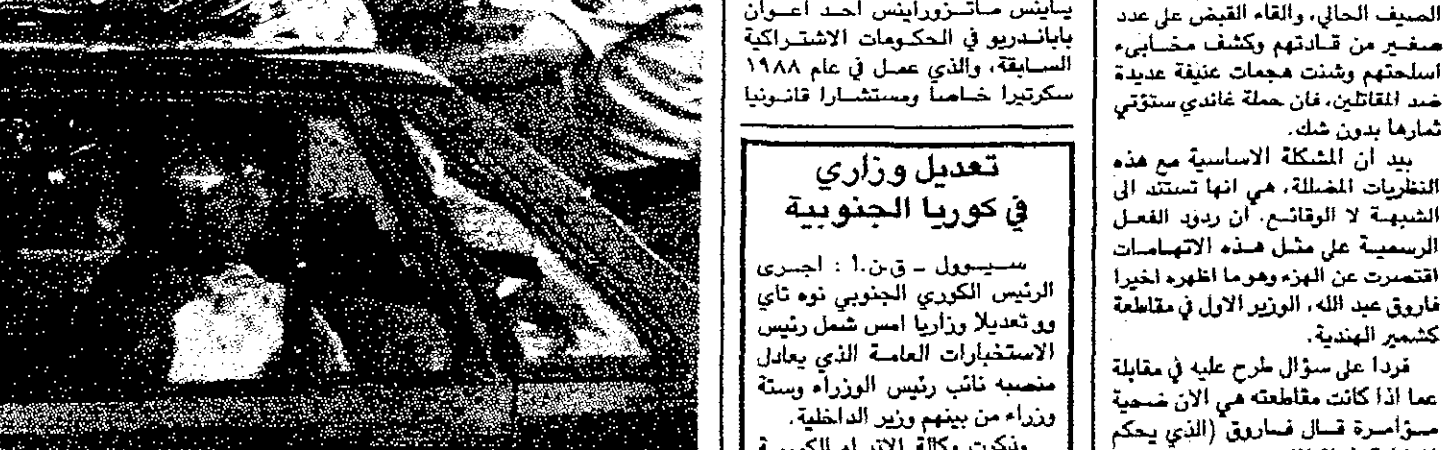 الصيف الحالي، والقاء القبض على عدد
صغير من قادتهم وكشف مخابىء
اسلحتهم وشنت هجمات عنيفة عديدة
ضد المقاتلين، فان حملة غاندي ستؤتي
ثمارها بدون شك.
بيد ان المشكلة الاساسية مع هذه
النظريات المضللة، هي انها تستند الى
الشبهة لا الوقائع. ان ردود الفعل
الرسمية على مثل هذه الاتهامات
اقتصرت عن الهزء وهو ما اظهره اخيرا
فاروق عبد الله، الوزير الاول في مقاطعة
كشمير الهندية.
فردا على سؤال طرح عليه في مقابلة
عما اذا كانت مقاطعته هي الان ضحية
مؤامرة قال فاروق (الذي يحكم
يساينس ماتزوراينس احد اعوان
باباندريو في الحكومات الاشتراكية
السابقة، والذي عمل في عام ١٩٨٨
سكرتيرا خاصا ومستشارا قانونيا
تعديل وزاري
في كوريا الجنوبية
سيوول - ق.ن.أ : اجرى
الرئيس الكوري الجنوبي نوه تاي
وو تعديلا وزاريا امس شمل رئيس
الاستخبارات العامة الذي يعادل
منصبه نائب رئيس الوزراء وستة
وزراء من بينهم وزير الداخلية.
وذكرت وكالة